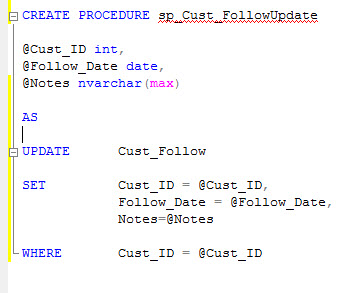 CREATE PROCEDURE sp_Cust_FollowUpdate
@Cust_ID int,
@Follow_Date date,
@Notes nvarchar(max)
AS
UPDATE Cust_Follow
SET Cust_ID = @Cust_ID,
Follow_Date = @Follow_Date,
Notes=@Notes
WHERE Cust_ID = @Cust_ID